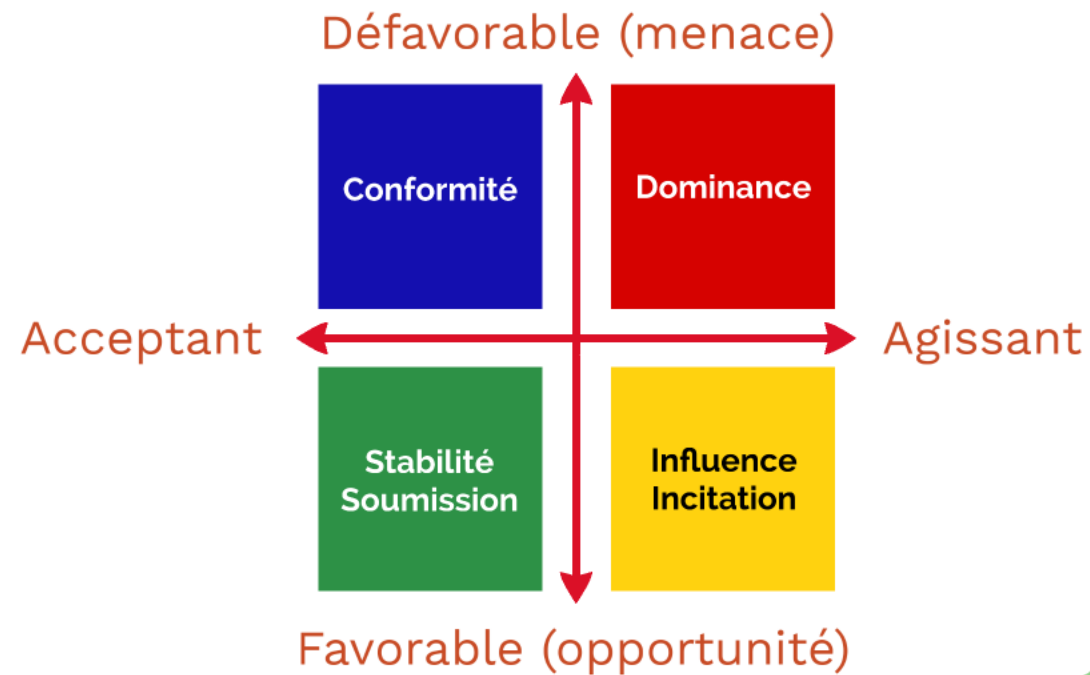 Défavorable (menace)
Conformité
Dominance
Acceptant
Agissant
Stabilité
Soumission
Influence
Incitation
Favorable (opportunité)